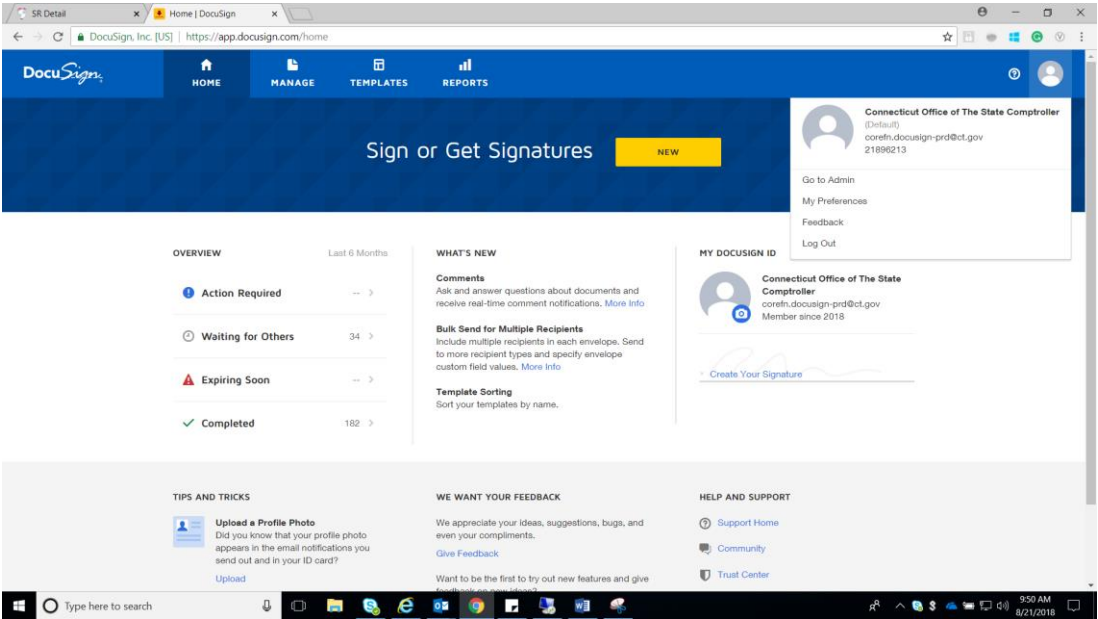 SR Detail
Home | DocuSign
DocuSign, Inc. [US] | https://app.docusign.com/home
DocuSign
HOME
MANAGE
TEMPLATES
REPORTS
Connecticut Office of The State Comptroller
(Default)
corefn.docusign-prd@ct.gov
21896213
Go to Admin
My Preferences
Feedback
Log Out
Sign or Get Signatures
NEW
OVERVIEW
Last 6 Months
Action Required
--
Waiting for Others
34
Expiring Soon
--
Completed
182
WHAT'S NEW
Comments
Ask and answer questions about documents and
receive real-time comment notifications. More Info
Bulk Send for Multiple Recipients
Include multiple recipients in each envelope. Send
to more recipient types and specify envelope
custom field values. More Info
Template Sorting
Sort your templates by name.
MY DOCUSIGN ID
Connecticut Office of The State
Comptroller
corefn.docusign-prd@ct.gov
Member since 2018
Create Your Signature
TIPS AND TRICKS
Upload a Profile Photo
Did you know that your profile photo
appears in the email notifications you
send out and in your ID card?
Upload
WE WANT YOUR FEEDBACK
We appreciate your ideas, suggestions, bugs, and
even your compliments.
Give Feedback
Want to be the first to try out new features and give
feedback on new ideas?
HELP AND SUPPORT
Support Home
Community
Trust Center
Type here to search
9:50 AM
8/21/2018